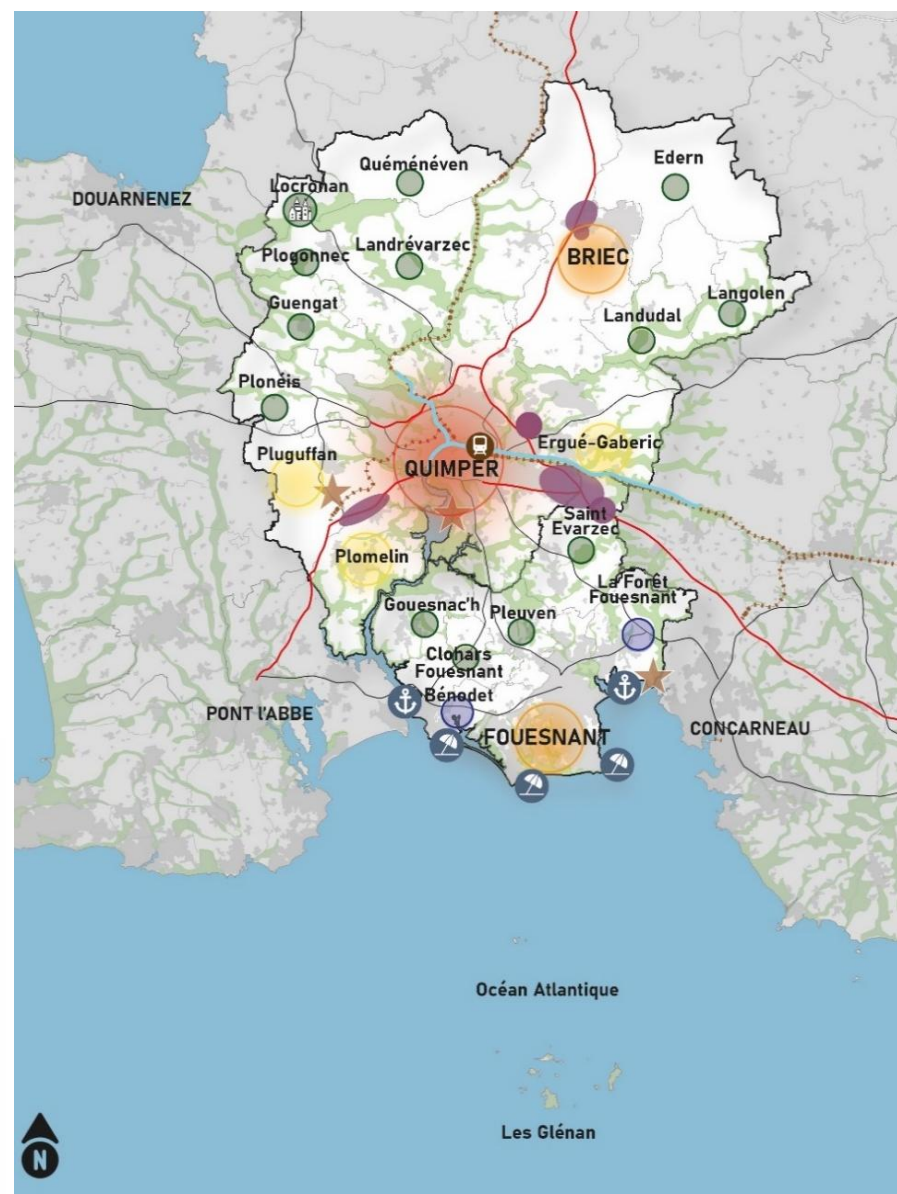 Quéménéven
Edern
Locronan
DOUARNENEZ
Landrévarzec
BRIEC
Plogonnec
Langolen
Guengat
Landudal
Plonéis
Ergué-Gaberic
Pluguffan
QUIMPER
Saint
Evarzec
Plomelin
La Forêt
Fouesnant
Gouesnac'h
Pleuven
Clohars
Fouesnant
Bénodet
PONT l'ABBE
FOUESNANT
CONCARNEAU
Océan Atlantique
Les Glénan
N